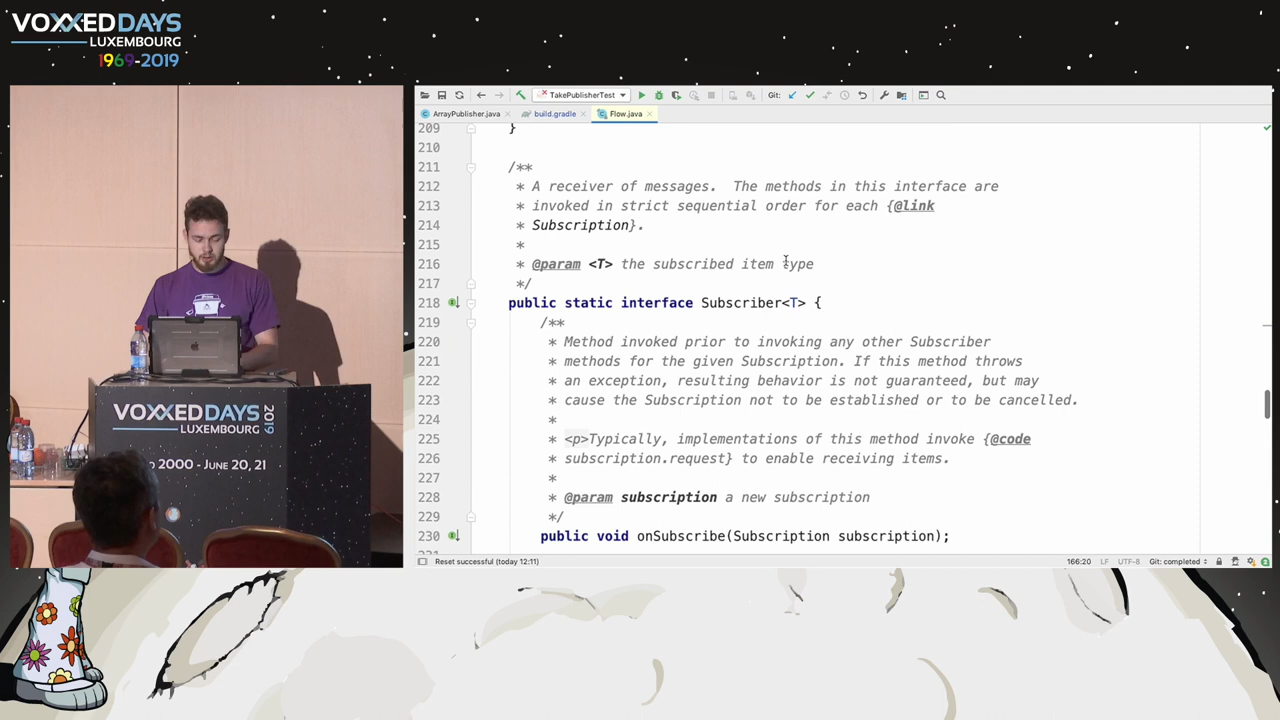 VOXXEDDAYS
LUXEMBOURG
1969-2019
TakePublisherTest
Git:
ArrayPublisher.java
build.gradle
Flow.java
209 }
210
211 /**
212 * A receiver of messages.  The methods in this interface are
213 * invoked in strict sequential order for each {@link
214 * Subscription}.
215 *
216 * @param <T> the subscribed item type
217 */
218 public static interface Subscriber<T> {
219 /**
220 * Method invoked prior to invoking any other Subscriber
221 * methods for the given Subscription. If this method throws
222 * an exception, resulting behavior is not guaranteed, but may
223 * cause the Subscription not to be established or to be cancelled.
224 *
225 * <p>Typically, implementations of this method invoke {@code
226 * subscription.request} to enable receiving items.
227 *
228 * @param subscription a new subscription
229 */
230 public void onSubscribe(Subscription subscription);
Reset successful (today 12:11)
166:20 LF UTF-8 Git: completed
VOXXEDDAYS
LUXEMBOURG
2019
2000 - JUNE 20, 21